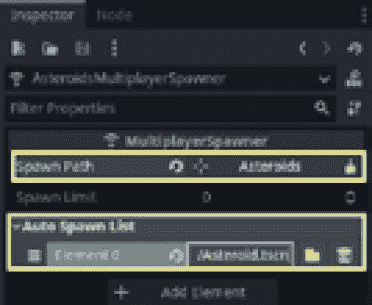 Inspector Node
AsteroidsMultiplayerSpawner
Filter Properties
MultiplayerSpawner
Spawn Path Asteroids
Spawn Limit 0
Auto Spawn List
Element 0 /Asteroid.tscn
Add Element